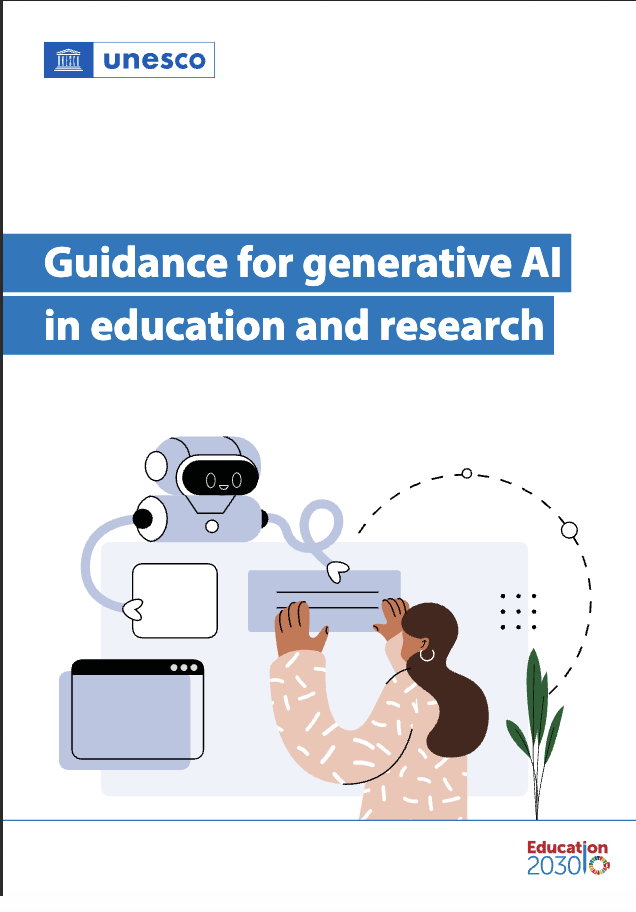 unesco
Guidance for generative AI
in education and research
Education
2030